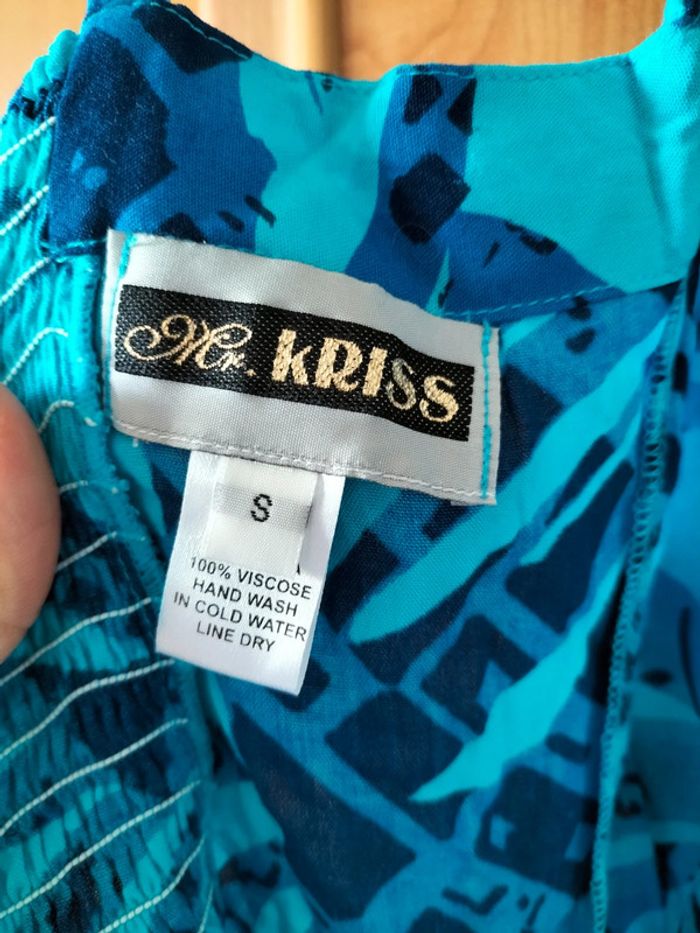 Mr. KRISS
S
100% VISCOSE
HAND WASH
IN COLD WATER
LINE DRY